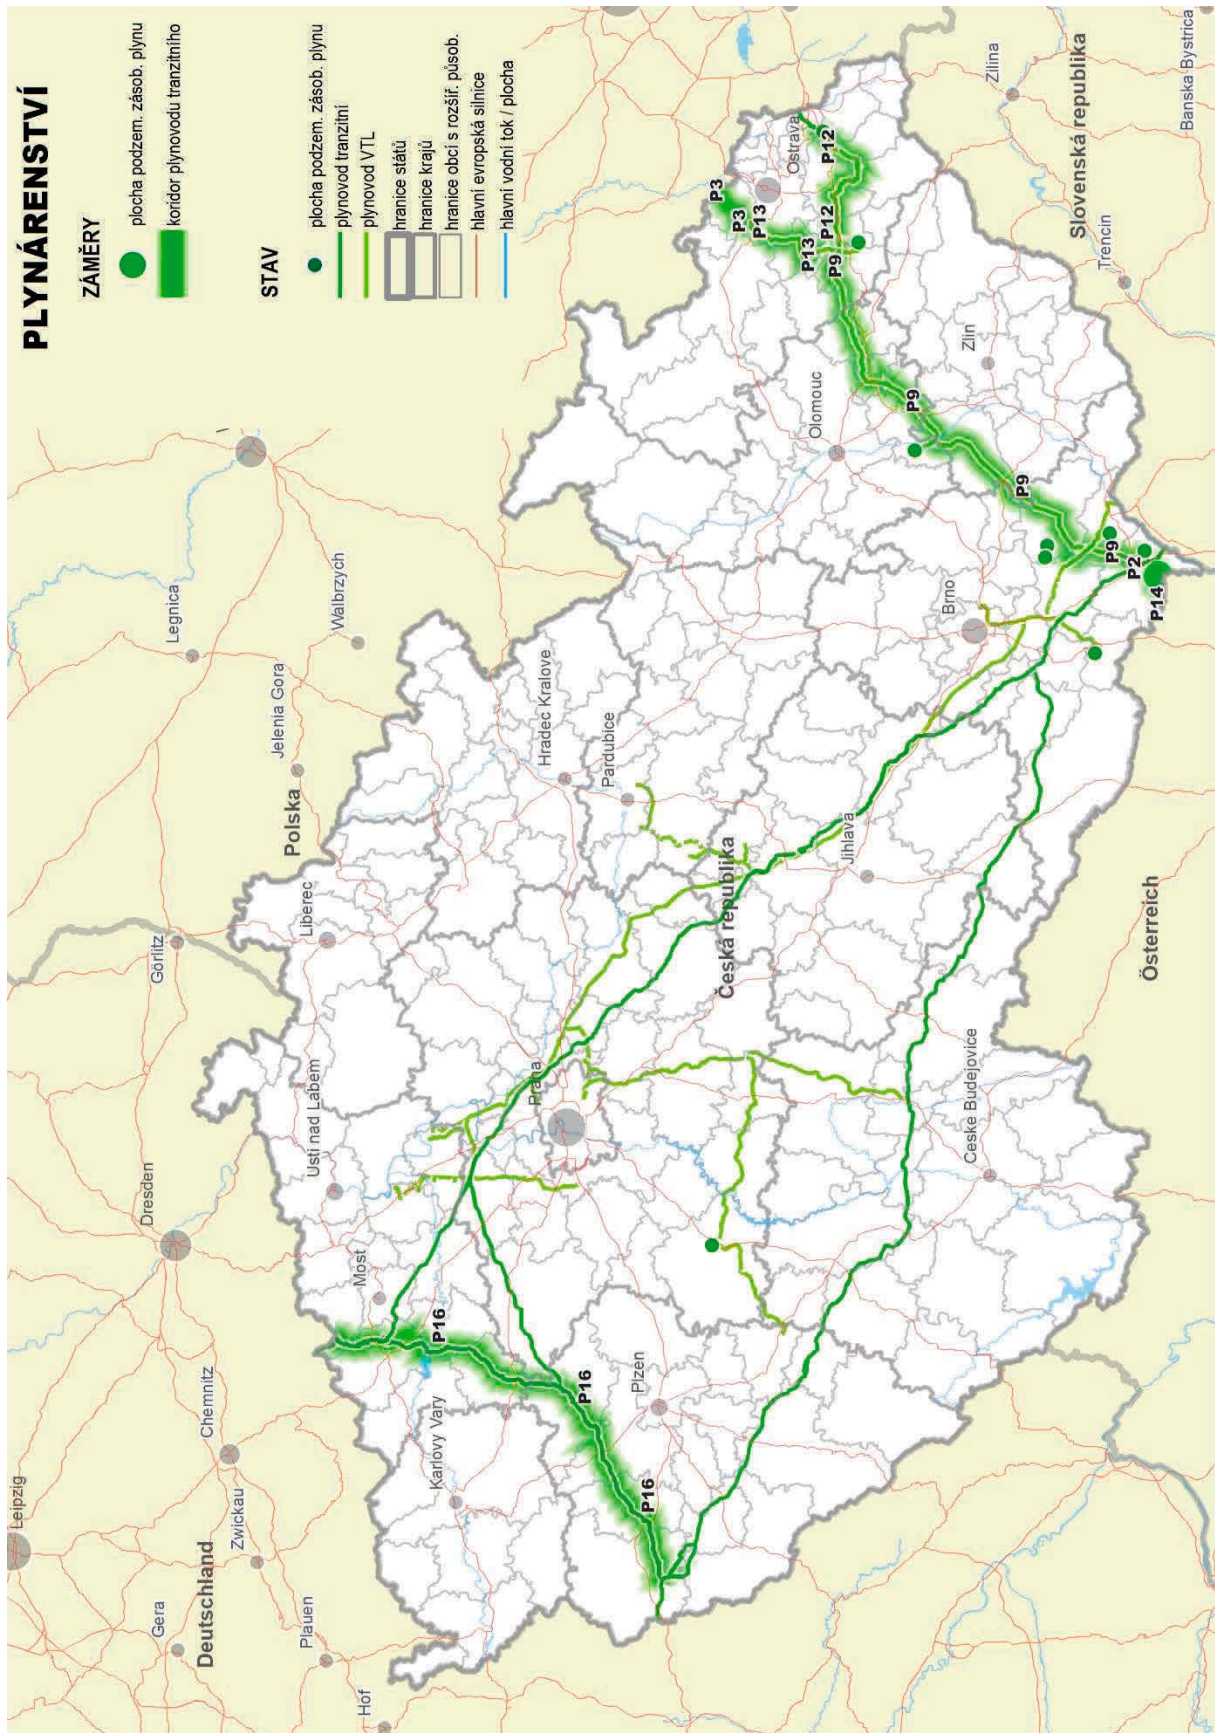 PLYNÁRENSTVÍ
ZÁMĚRY
plocha podzem. zásob. plynu
koridor plynovodu tranzitního
STAV
plocha podzem. zásob. plynu
plynovod tranzitní
plynovod VTL
hranice států
hranice krajů
hranice obcí s rozšíř. působ.
hlavní evropská silnice
hlavní vodní tok / plocha
Leipzig
Gera
Deutschland
Zwickau
Chemnitz
Plauen
Hof
Dresden
Görlitz
Legnica
Walbrzych
Jelenia Gora
Polska
Liberec
Usti nad Labem
Most
Karlovy Vary
P16
P16
P16
Plzen
Praha
Hradec Kralove
Pardubice
Česká republika
Jihlava
Ceske Budejovice
Österreich
Brno
Olomouc
Zlin
Ostrava
P3
P3
P13
P13
P12
P12
P9
P9
P9
P9
P2
P14
Zilina
Slovenská republika
Banska Bystrica
Trencin